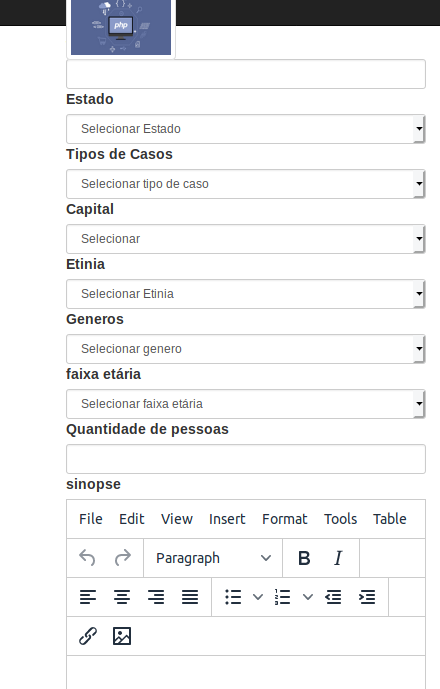 php
Estado
Selecionar Estado
Tipos de Casos
Selecionar tipo de caso
Capital
Selecionar
Etinia
Selecionar Etinia
Generos
Selecionar genero
faixa etária
Selecionar faixa etária
Quantidade de pessoas
sinopse
File Edit View Insert Format Tools Table
Paragraph B I